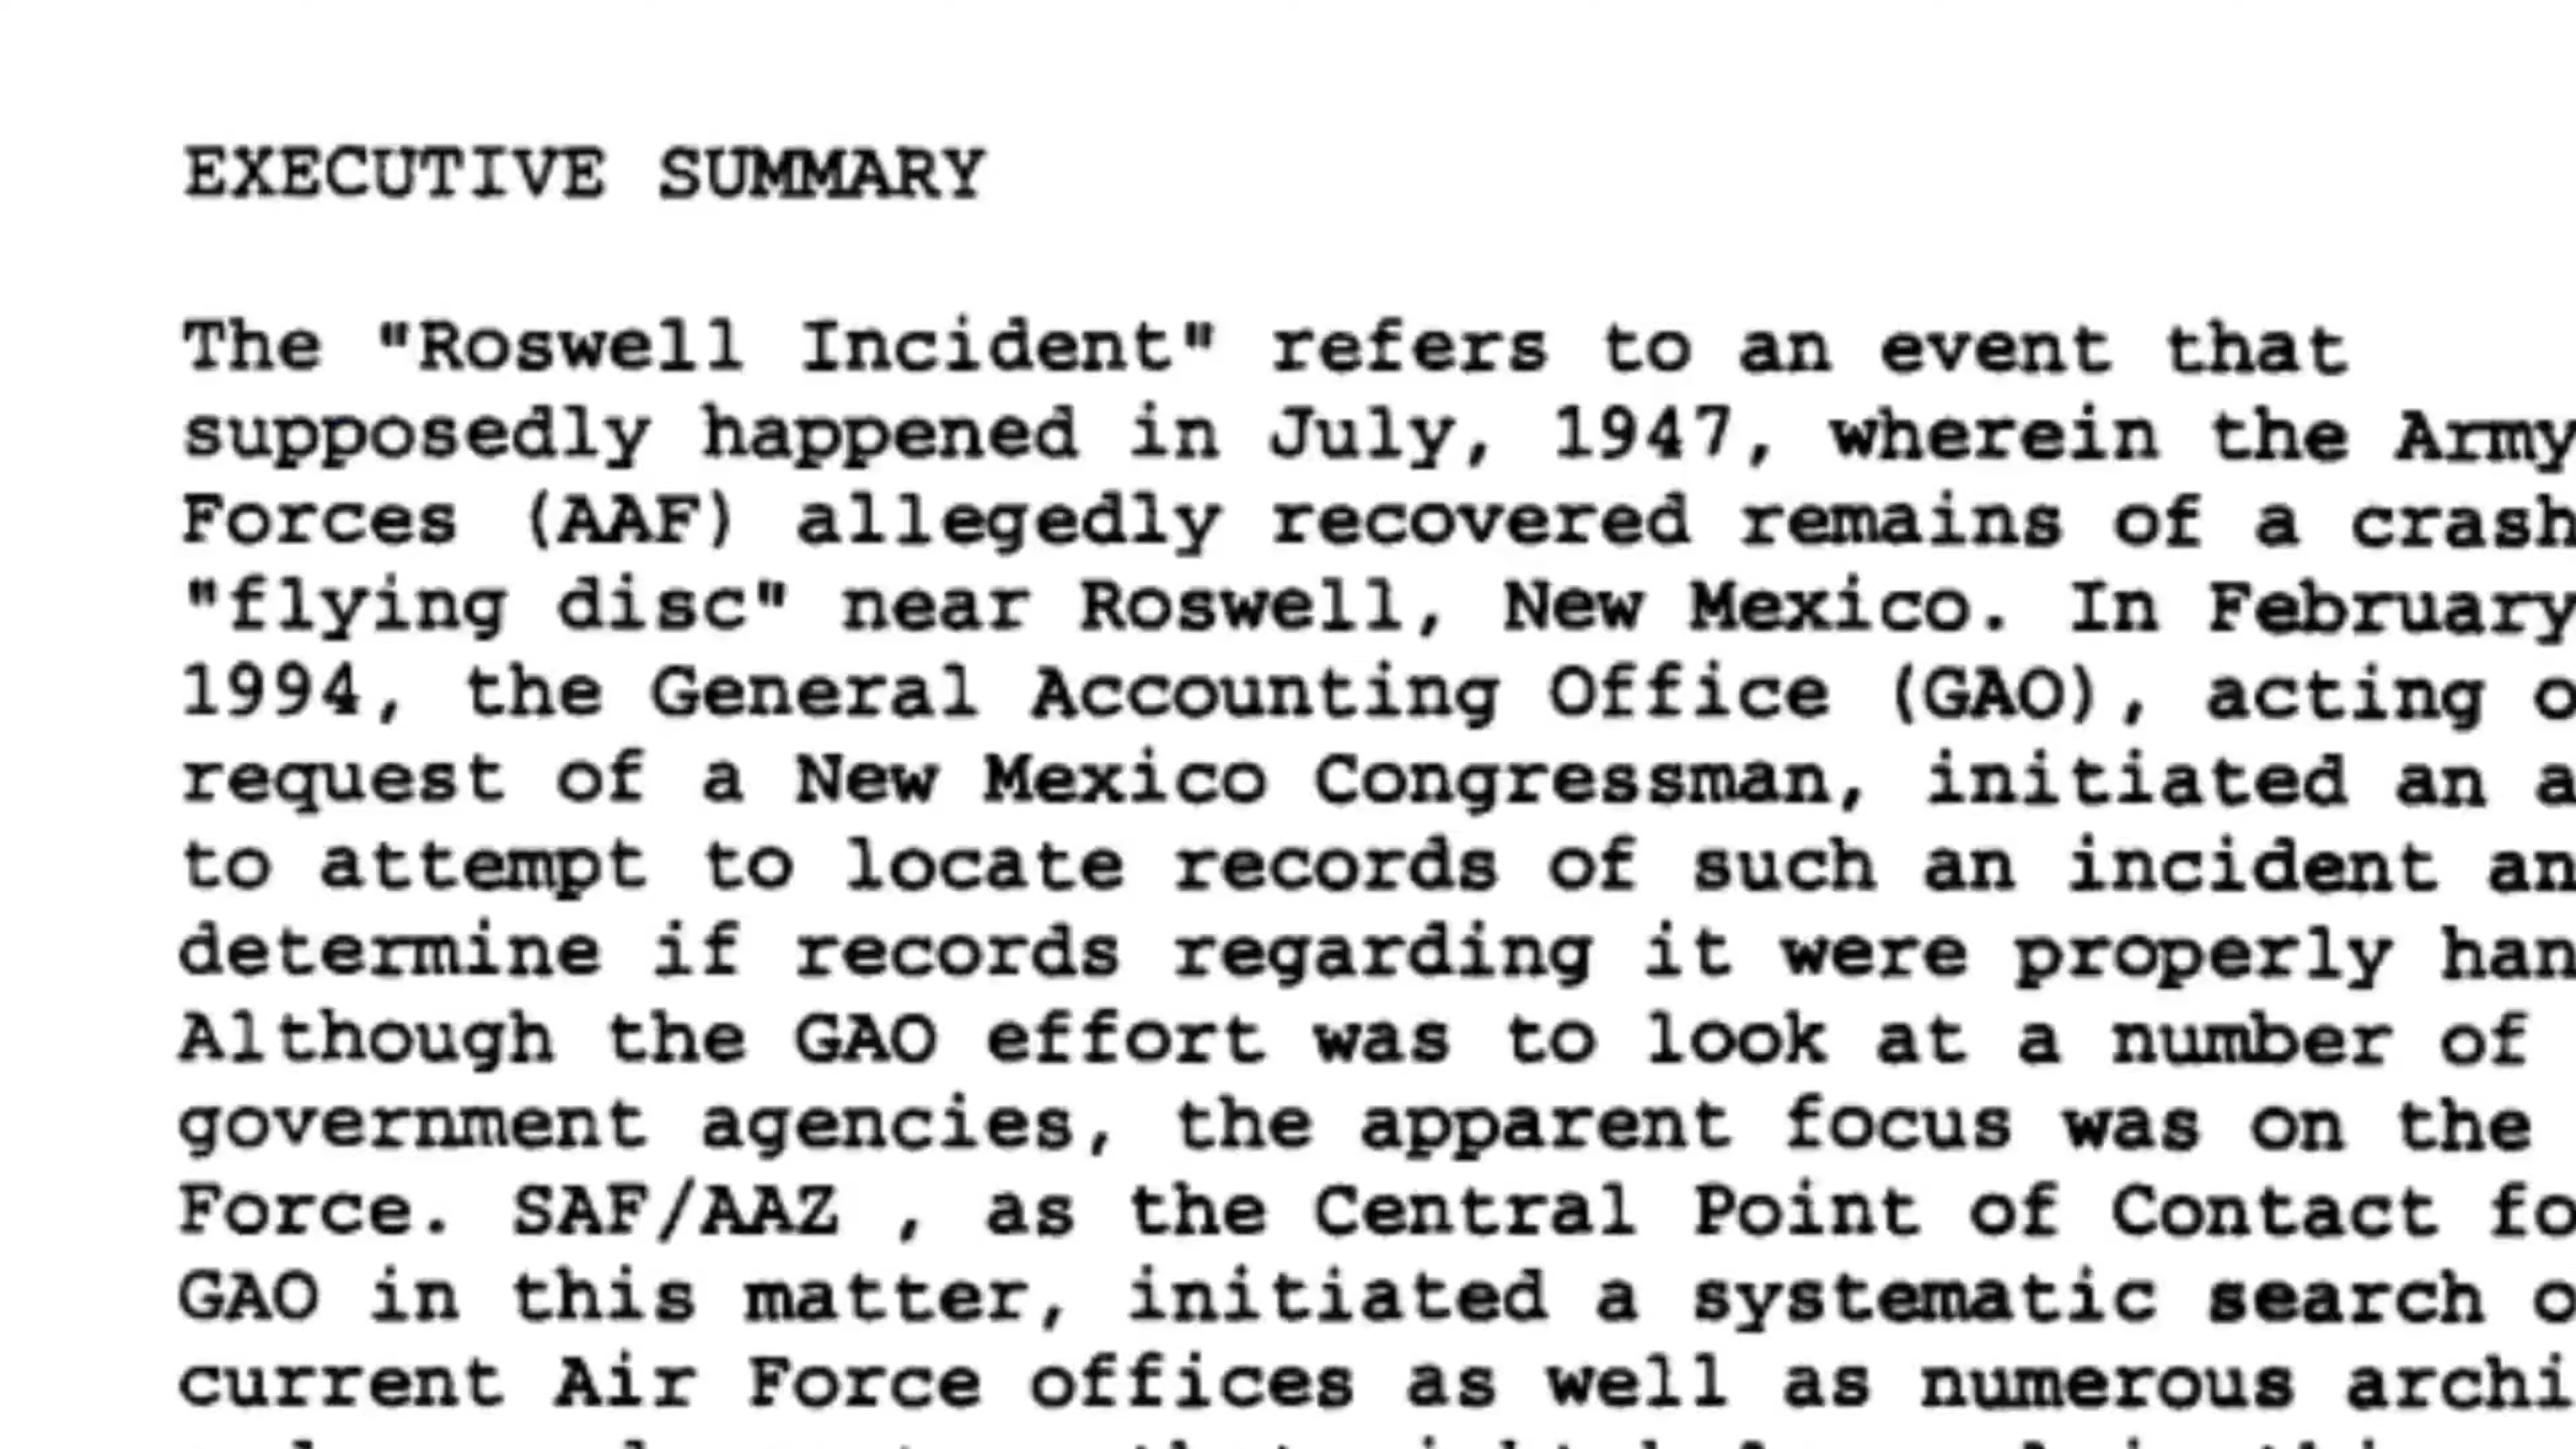 EXECUTIVE SUMMARY
The "Roswell Incident" refers to an event that
supposedly happened in July, 1947, wherein the Army
Forces (AAF) allegedly recovered remains of a crash
"flying disc" near Roswell, New Mexico. In February
1994, the General Accounting Office (GAO), acting o
request of a New Mexico Congressman, initiated an a
to attempt to locate records of such an incident an
determine if records regarding it were properly han
Although the GAO effort was to look at a number of
government agencies, the apparent focus was on the
Force. SAF/AAZ , as the Central Point of Contact fo
GAO in this matter, initiated a systematic search o
current Air Force offices as well as numerous archi